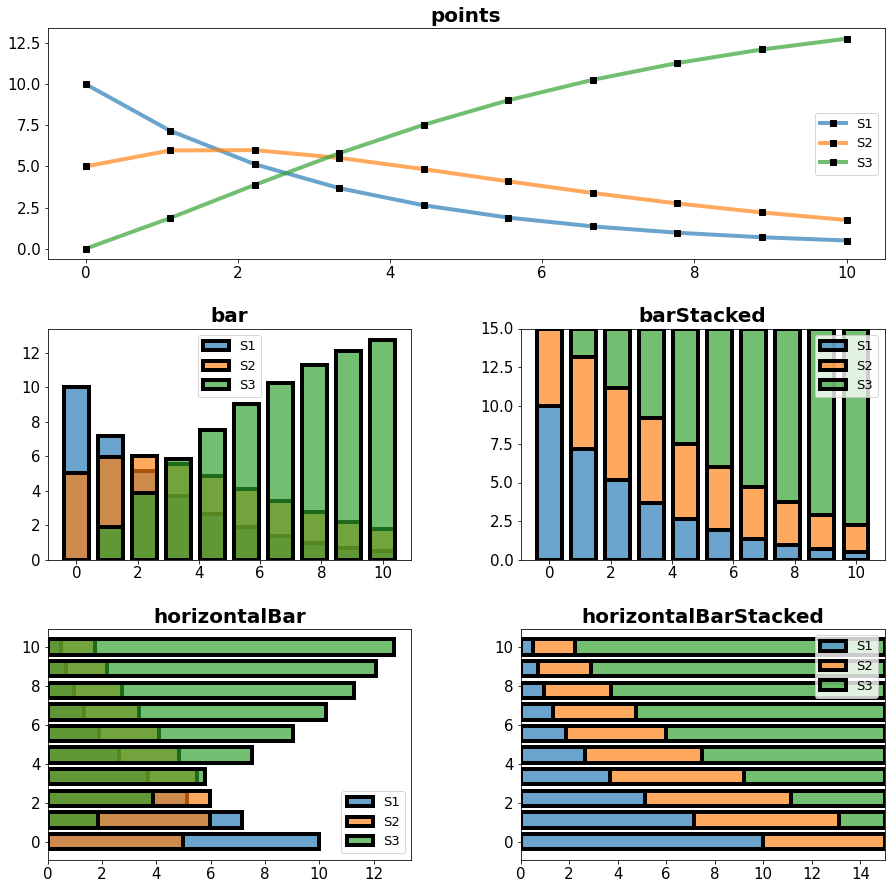 points
12.5
10.0
7.5
5.0
2.5
0.0
S1
S2
S3
0 2 4 6 8 10
bar
12
10
8
6
4
2
0
S1
S2
S3
0 2 4 6 8 10
barStacked
15.0
12.5
10.0
7.5
5.0
2.5
0.0
S1
S2
S3
0 2 4 6 8 10
horizontalBar
10
8
6
4
2
0
S1
S2
S3
0 2 4 6 8 10 12
horizontalBarStacked
10
8
6
4
2
0
S1
S2
S3
0 2 4 6 8 10 12 14